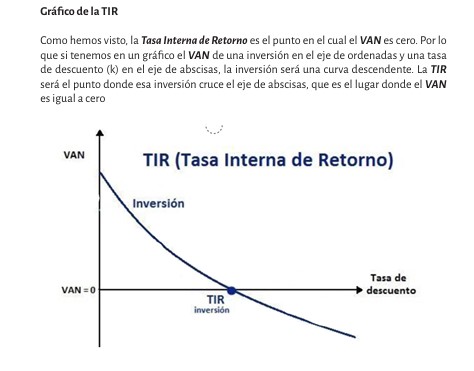 Gráfico de la TIR
Como hemos visto, la Tasa Interna de Retorno es el punto en el cual el VAN es cero. Por lo
que si tenemos en un gráfico el VAN de una inversión en el eje de ordenadas y una tasa
de descuento (k) en el eje de abscisas, la inversión será una curva descendente. La TIR
será el punto donde esa inversión cruce el eje de abscisas, que es el lugar donde el VAN
es igual a cero
VAN
TIR (Tasa Interna de Retorno)
Inversión
Tasa de
VAN = 0
descuento
TIR
inversión